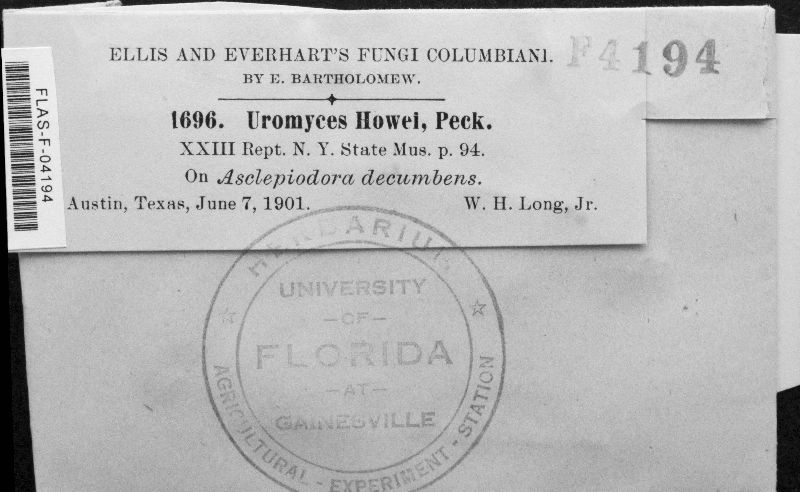 ELLIS AND EVERHART'S FUNGI COLUMBIANI.
F4194
BY E. BARTHOLOMEW.
1696. Uromyces Howei, Peck.
XXIII Rept. N. Y. State Mus. p. 94.
On Asclepiodora decumbens.
Austin, Texas, June 7, 1901. W. H. Long, Jr.
FLAS-F-04194
HERBARIUM
UNIVERSITY
-OF-
FLORIDA
-AT-
GAINESVILLE
AGRICULTURAL - EXPERIMENT - STATION